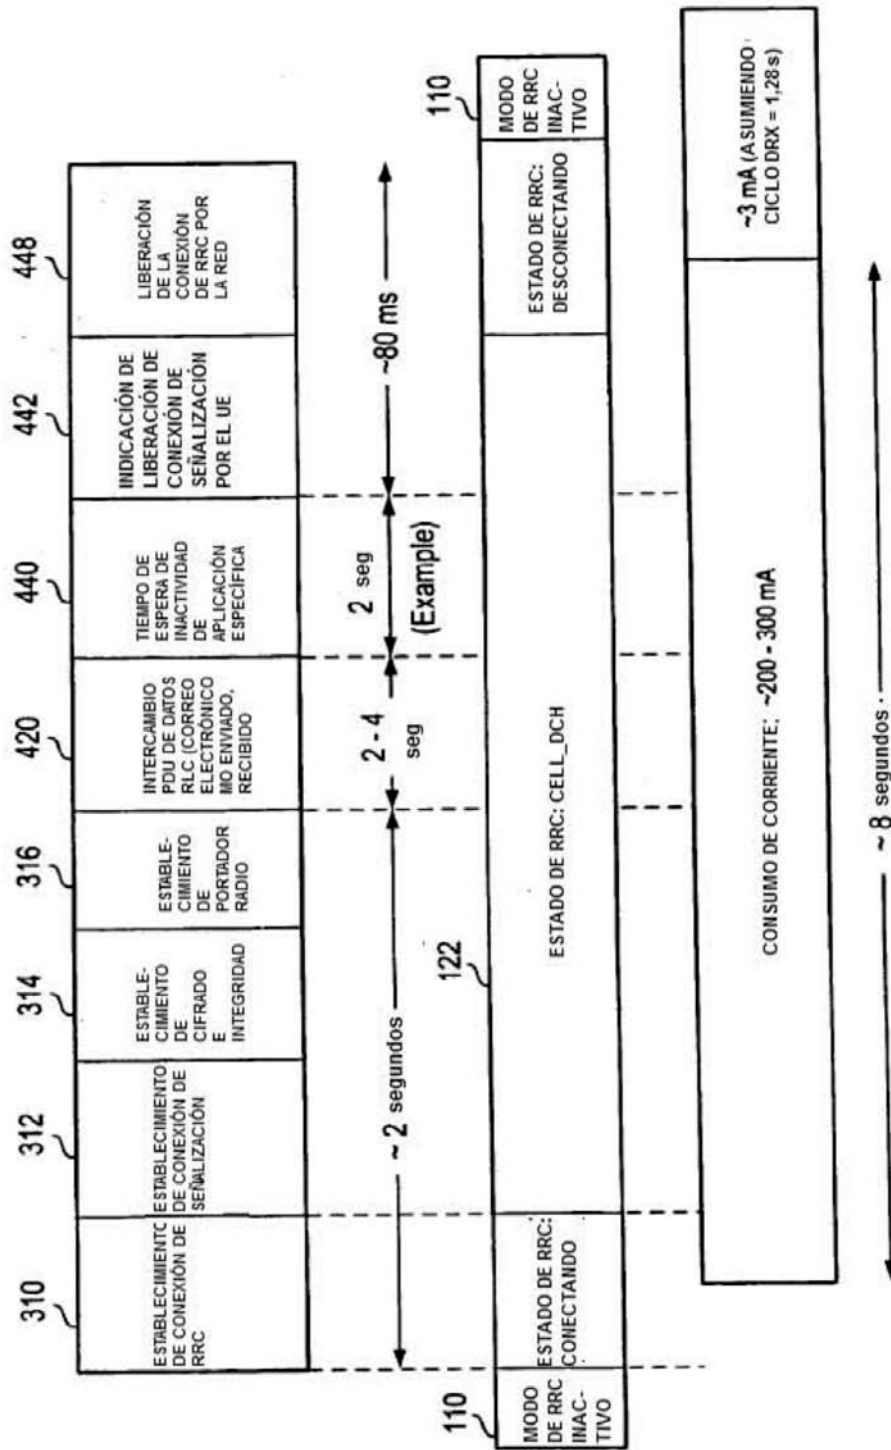 310
312
314
316
420
440
442
448
ESTABLECIMIENTO
DE CONEXIÓN DE
RRC
ESTABLECIMIENTO
DE CONEXIÓN DE
SEÑALIZACIÓN
ESTABLE-
CIMIENTO
DE
CIFRADO
E
INTEGRIDAD
ESTABLE-
CIMIENTO
DE
PORTADOR
RADIO
INTERCAMBIO
PDU DE DATOS
RLC (CORREO
ELECTRÓNICO
MO ENVIADO,
RECIBIDO
TIEMPO DE
ESPERA DE
INACTIVIDAD
DE
APLICACIÓN
ESPECÍFICA
INDICACIÓN DE
LIBERACIÓN DE
CONEXIÓN DE
SEÑALIZACIÓN
POR EL UE
LIBERACIÓN
DE LA
CONEXIÓN
DE RRC POR
LA RED
~ 2 segundos
2 - 4
seg
2 seg
(Example)
~80 ms
110
122
110
MODO
DE RRC
INAC-
TIVO
ESTADO DE RRC:
CONECTANDO
ESTADO DE RRC: CELL_DCH
ESTADO DE RRC:
DESCONECTANDO
MODO
DE RRC
INAC-
TIVO
CONSUMO DE CORRIENTE: ~200 - 300 mA
~3 mA (ASUMIENDO
CICLO DRX = 1,28 s)
~ 8 segundos